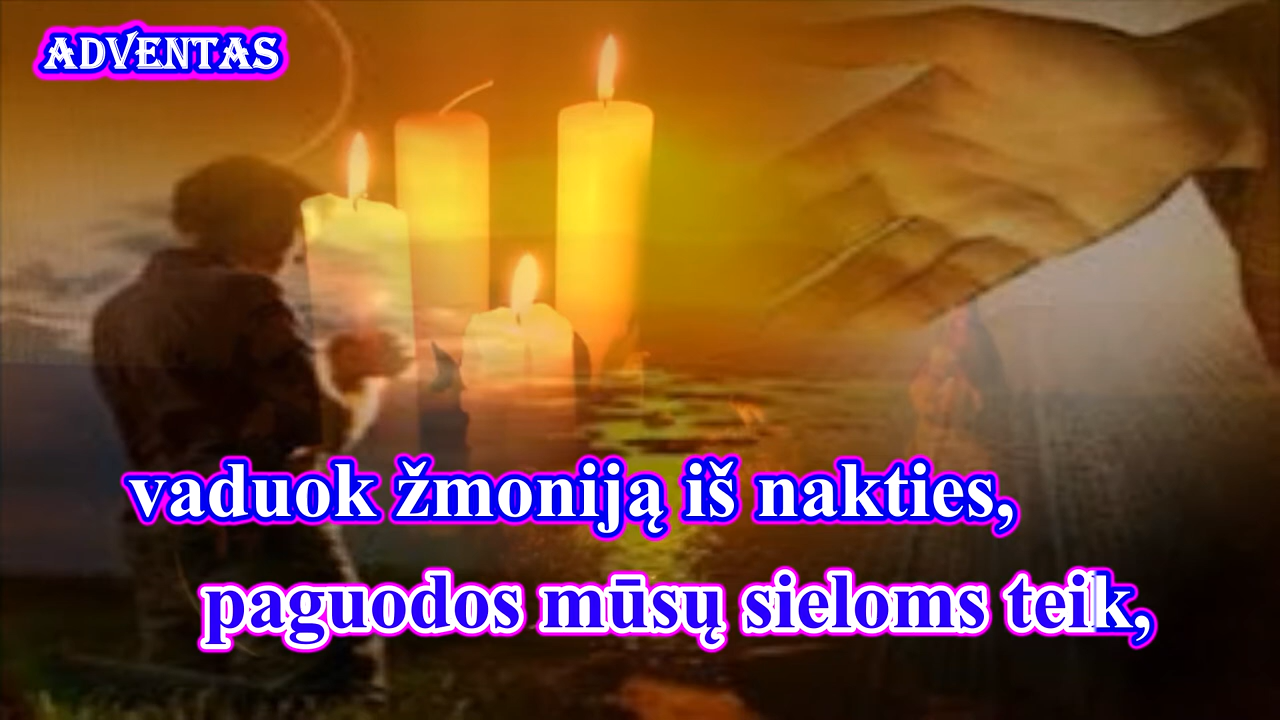 ADVENTAS
vaduok žmoniją iš nakties,
paguodos mūsų sieloms teik,